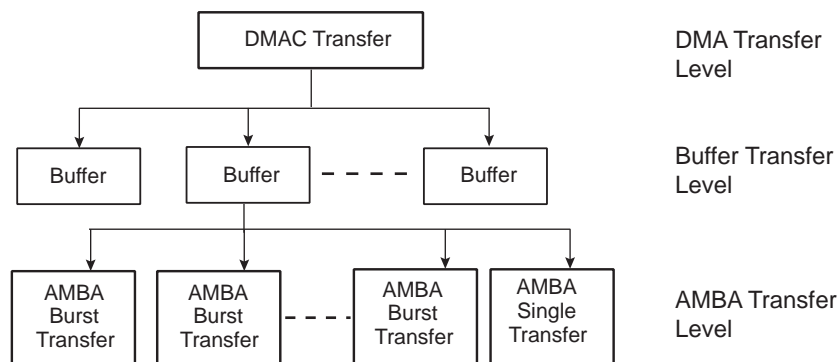 DMAC Transfer
DMA Transfer
Level
Buffer
Buffer
Buffer
Buffer Transfer
Level
AMBA
Burst
Transfer
AMBA
Burst
Transfer
AMBA
Burst
Transfer
AMBA
Single
Transfer
AMBA Transfer
Level